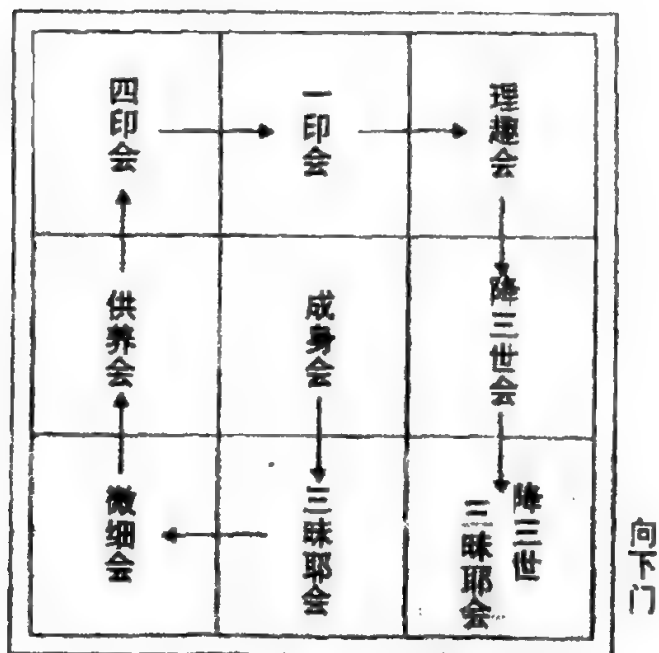 四印会
一印会
理趣会
供养会
成身会
降三世会
微细会
三昧耶会
降三世
三昧耶会
向下门